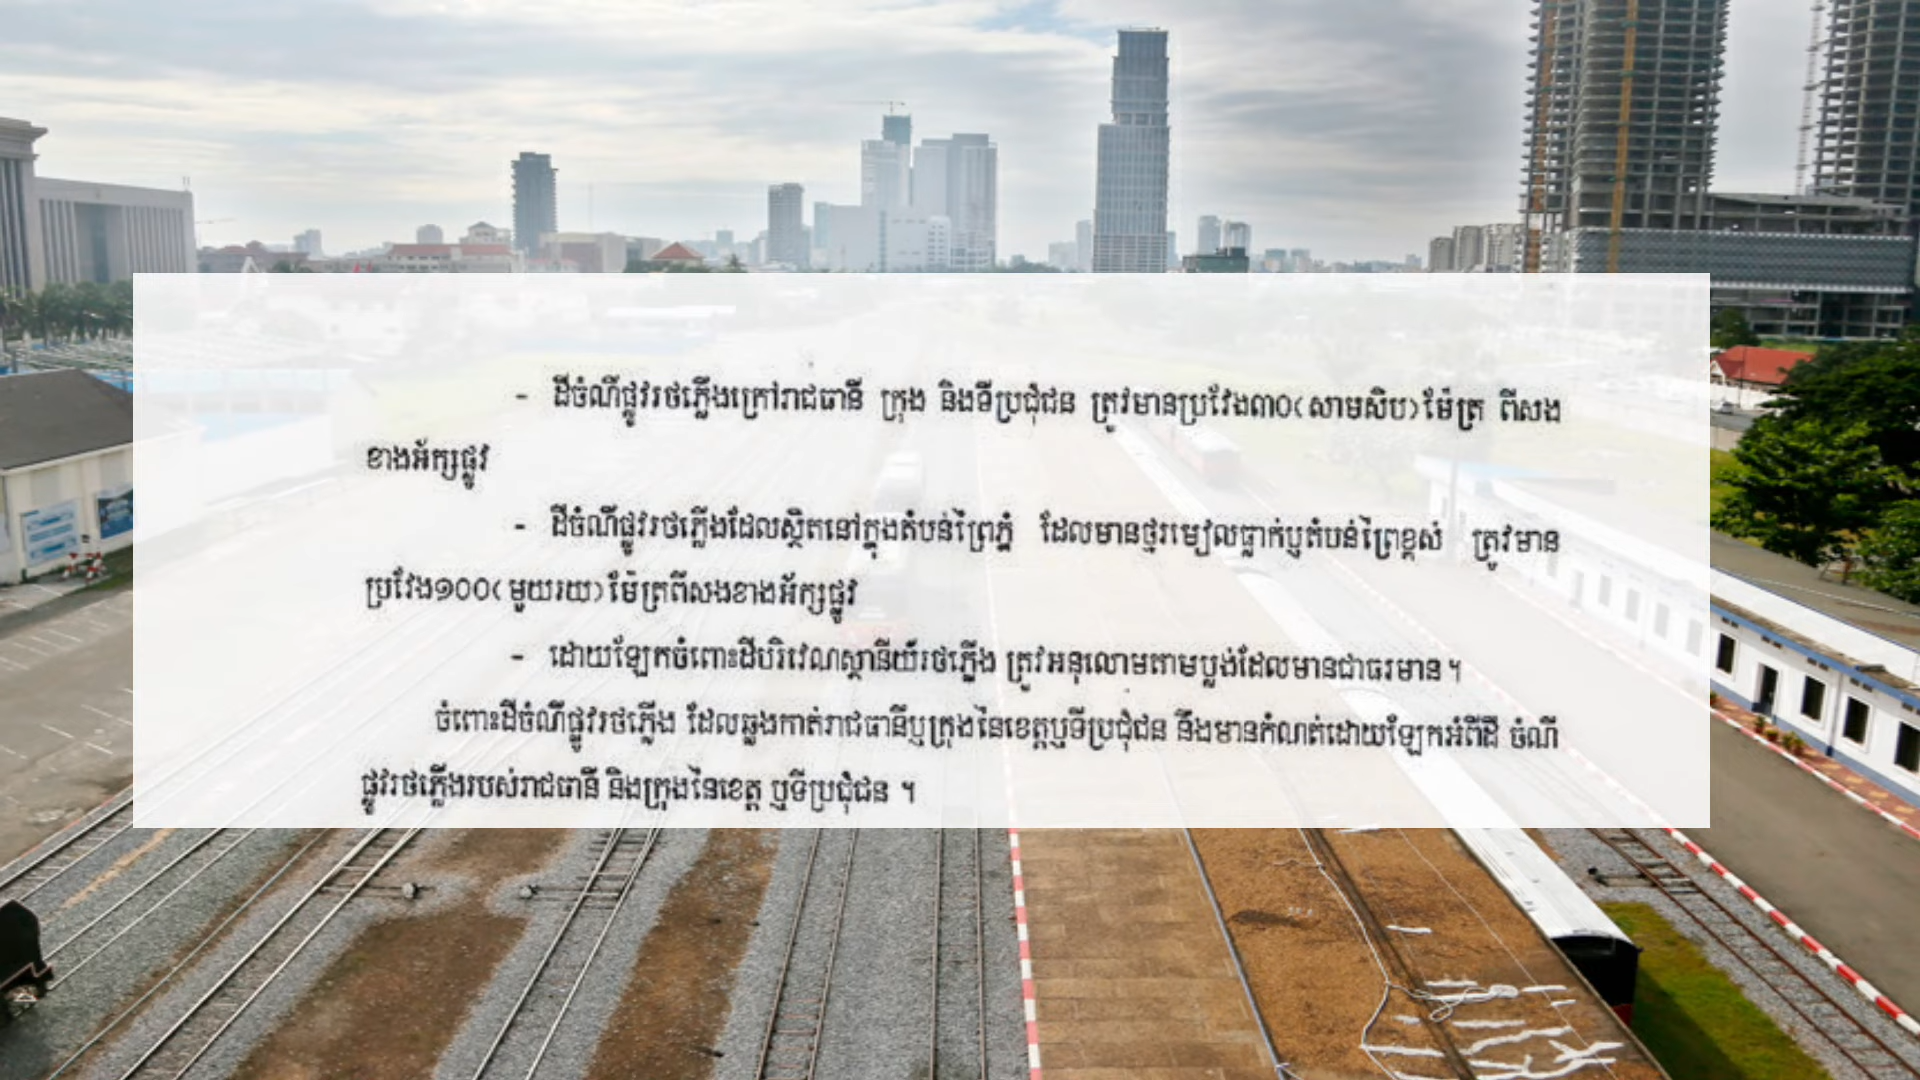 - ដីចំណីផ្លូវរថភ្លើងក្រៅរាជធានី ក្រុង និងទីប្រជុំជន ត្រូវមានប្រវែង៣០(សាមសិប)ម៉ែត្រ ពីសង
ខាងអ័ក្សផ្លូវ
- ដីចំណីផ្លូវរថភ្លើងដែលស្ថិតនៅក្នុងតំបន់ព្រៃភ្នំ ដែលមានថ្មរមៀលធ្លាក់ឬតំបន់ព្រៃខ្ពស់ ត្រូវមាន
ប្រវែង១០០(មួយរយ)ម៉ែត្រពីសងខាងអ័ក្សផ្លូវ
- ដោយឡែកចំពោះដីបរិវេណស្ថានីយ៍រថភ្លើង ត្រូវអនុលោមតាមប្លង់ដែលមានជាធរមាន។
ចំពោះដីចំណីផ្លូវរថភ្លើង ដែលឆ្លងកាត់រាជធានីឬក្រុងនៃខេត្តឬទីប្រជុំជន នឹងមានកំណត់ដោយឡែកអំពីដី ចំណី
ផ្លូវរថភ្លើងរបស់រាជធានី និងក្រុងនៃខេត្ត ឬទីប្រជុំជន ។